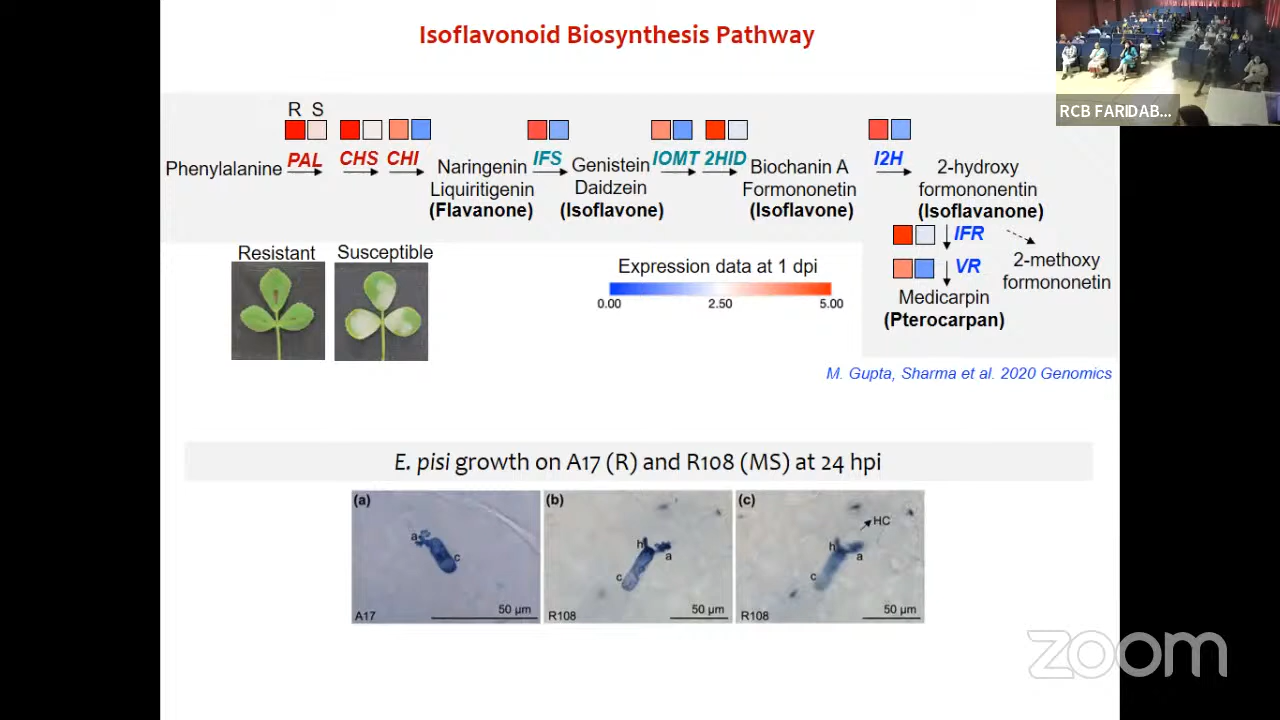 Isoflavonoid Biosynthesis Pathway
RCB FARIDAB...
R S
PAL CHS CHI IFS IOMT 2HID I2H
Phenylalanine
Naringenin
Liquiritigenin
(Flavanone)
Genistein
Daidzein
(Isoflavone)
Biochanin A
Formononetin
(Isoflavone)
2-hydroxy
formononentin
(Isoflavanone)
IFR
VR
2-methoxy
formononetin
Medicarpin
(Pterocarpan)
Resistant Susceptible
Expression data at 1 dpi
0.00 2.50 5.00
M. Gupta, Sharma et al. 2020 Genomics
E. pisi growth on A17 (R) and R108 (MS) at 24 hpi
(a)
a
c
A17
50 µm
(b)
h
a
c
R108
50 µm
(c)
HC
h
a
c
R108
50 µm
zoom